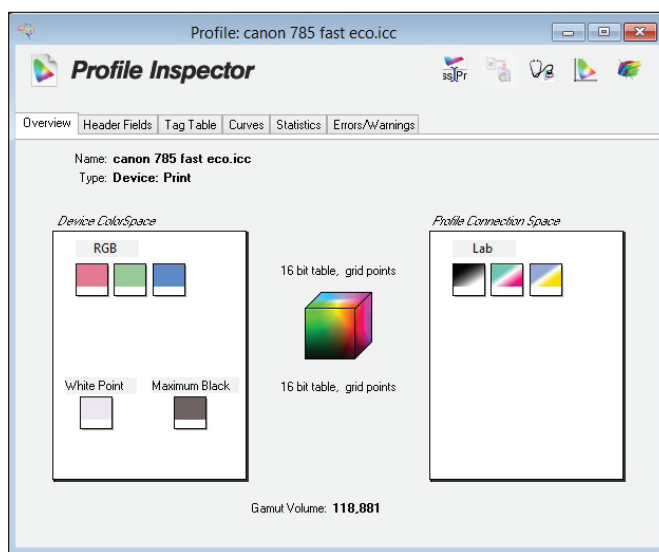 Profile: canon 785 fast eco.icc
Profile Inspector
Overview Header Fields Tag Table Curves Statistics Errors/Warnings
Name: canon 785 fast eco.icc
Type: Device: Print
Device ColorSpace
Profile Connection Space
RGB
Lab
16 bit table, grid points
White Point Maximum Black
16 bit table, grid points
Gamut Volume: 118,881